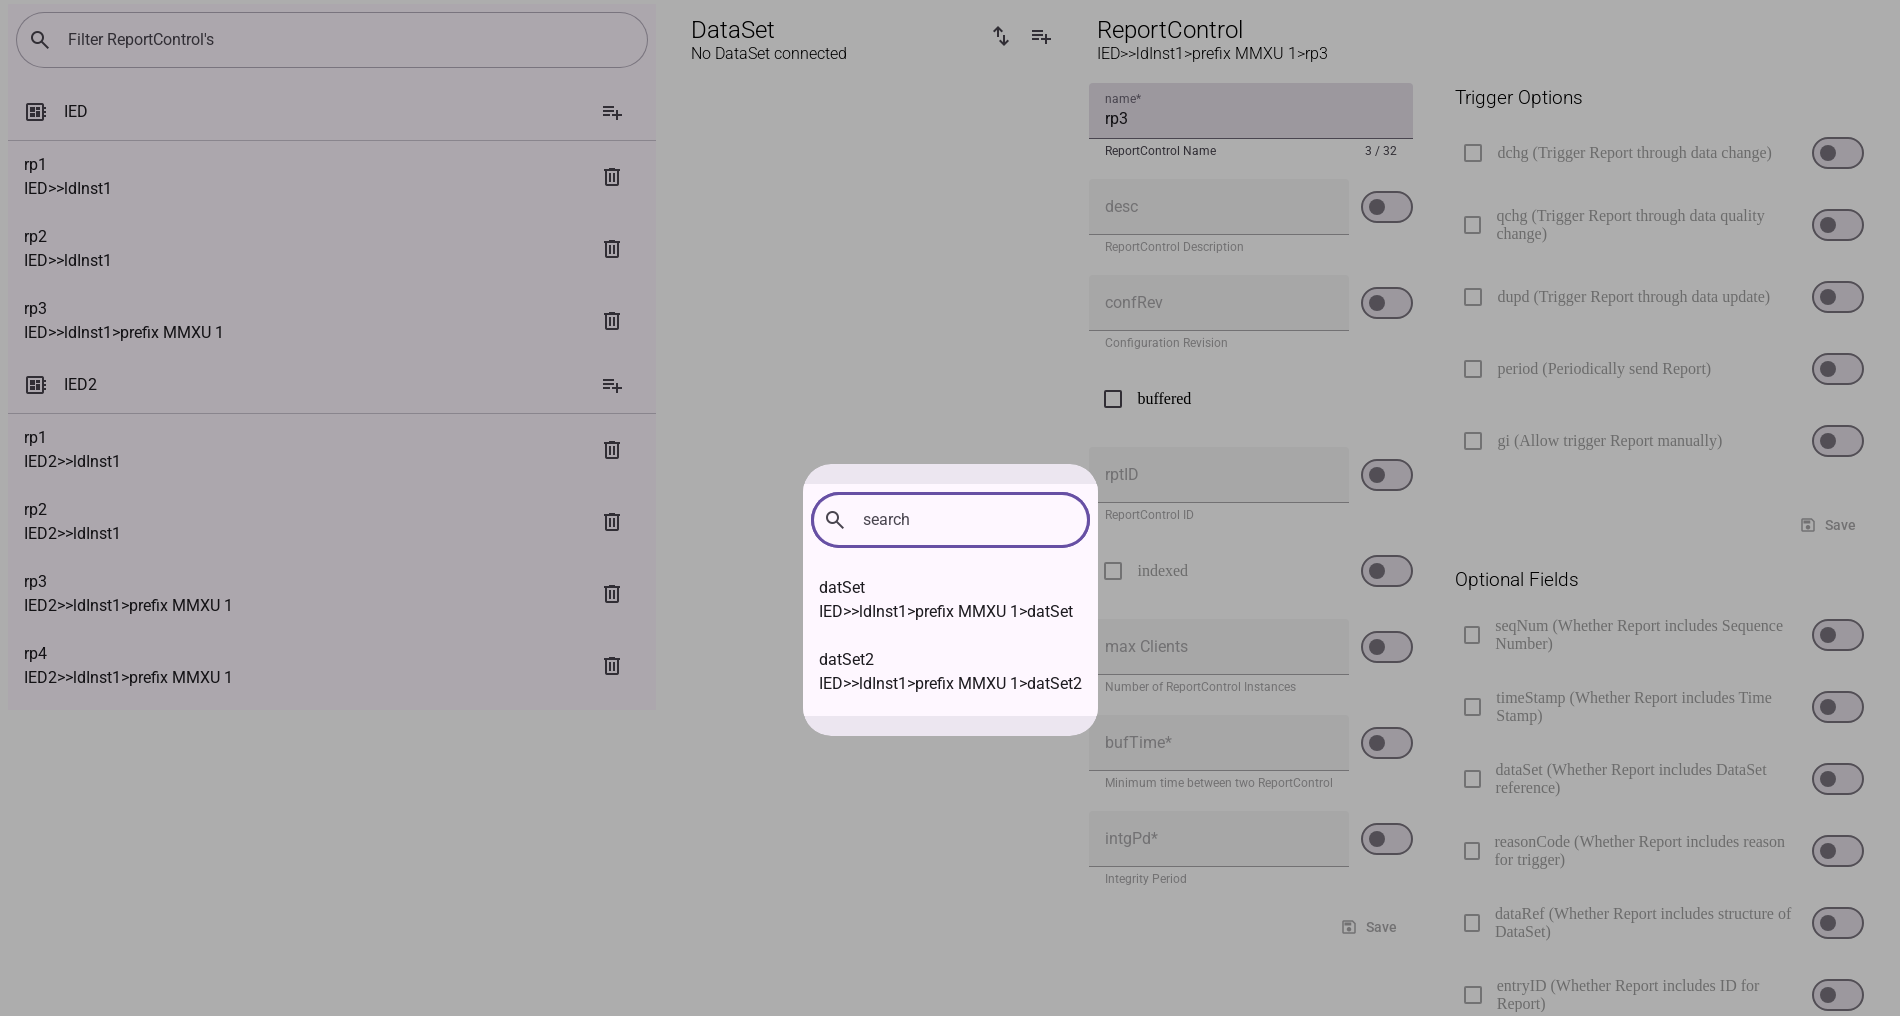 Filter ReportControl's
IED
rp1
IED>>ldInst1
rp2
IED>>ldInst1
rp3
IED>>ldInst1>prefix MMXU 1
IED2
rp1
IED2>>ldInst1
rp2
IED2>>ldInst1
rp3
IED2>>ldInst1>prefix MMXU 1
rp4
IED2>>ldInst1>prefix MMXU 1
DataSet
No DataSet connected
search
datSet
IED>>ldInst1>prefix MMXU 1>datSet
datSet2
IED>>ldInst1>prefix MMXU 1>datSet2
ReportControl
IED>>ldInst1>prefix MMXU 1>rp3
name*
rp3
ReportControl Name
3 / 32
desc
ReportControl Description
confRev
Configuration Revision
buffered
rptID
ReportControl ID
indexed
max Clients
Number of ReportControl Instances
bufTime*
Minimum time between two ReportControl
intgPd*
Integrity Period
Save
Trigger Options
dchg (Trigger Report through data change)
qchg (Trigger Report through data quality
change)
dupd (Trigger Report through data update)
period (Periodically send Report)
gi (Allow trigger Report manually)
Save
Optional Fields
seqNum (Whether Report includes Sequence
Number)
timeStamp (Whether Report includes Time
Stamp)
dataSet (Whether Report includes DataSet
reference)
reasonCode (Whether Report includes reason
for trigger)
dataRef (Whether Report includes structure of
DataSet)
entryID (Whether Report includes ID for
Report)